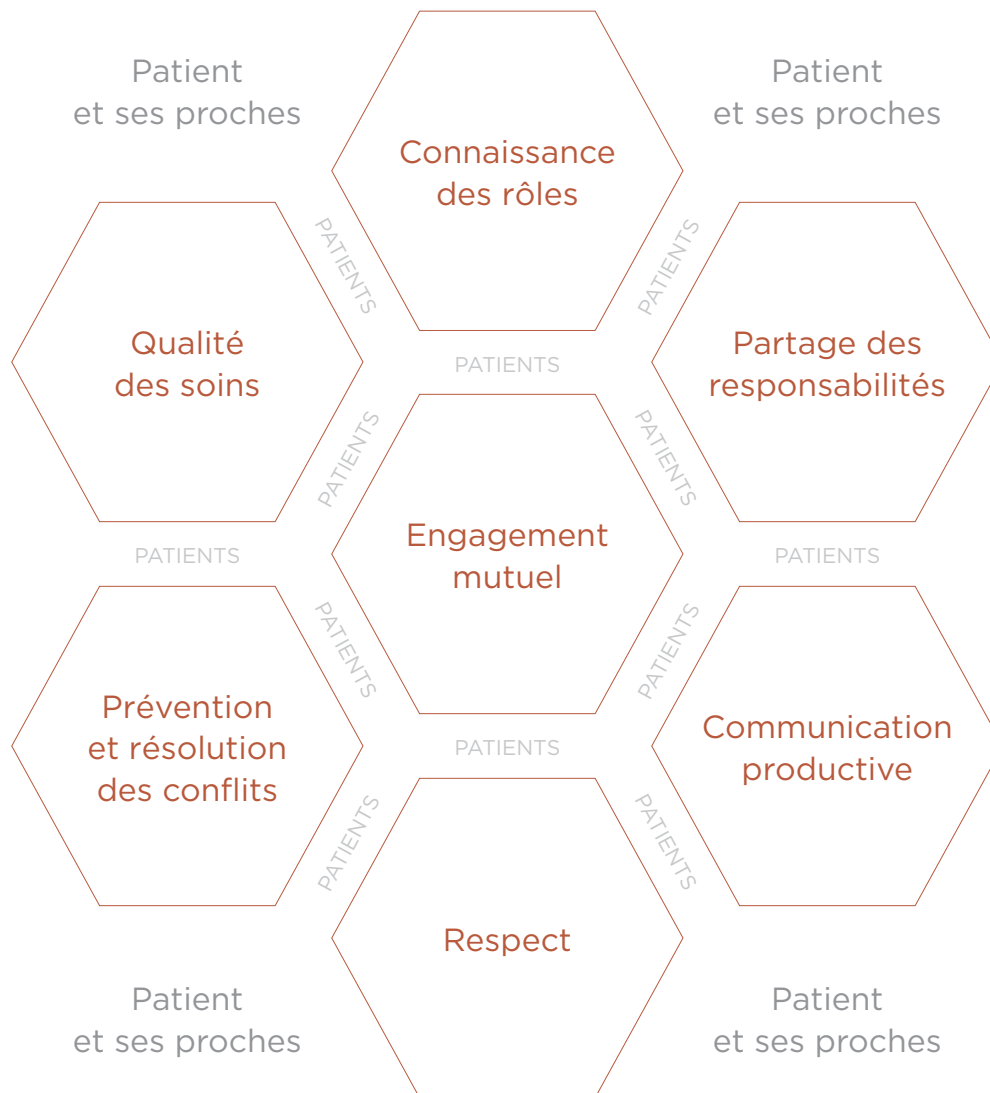 Patient
et ses proches
Patient
et ses proches
Connaissance
des rôles
PATIENTS
PATIENTS
Qualité
des soins
PATIENTS
Partage des
responsabilités
PATIENTS
PATIENTS
Engagement
mutuel
PATIENTS
PATIENTS
PATIENTS
PATIENTS
Prévention
et résolution
des conflits
PATIENTS
Communication
productive
PATIENTS
PATIENTS
Respect
Patient
et ses proches
Patient
et ses proches